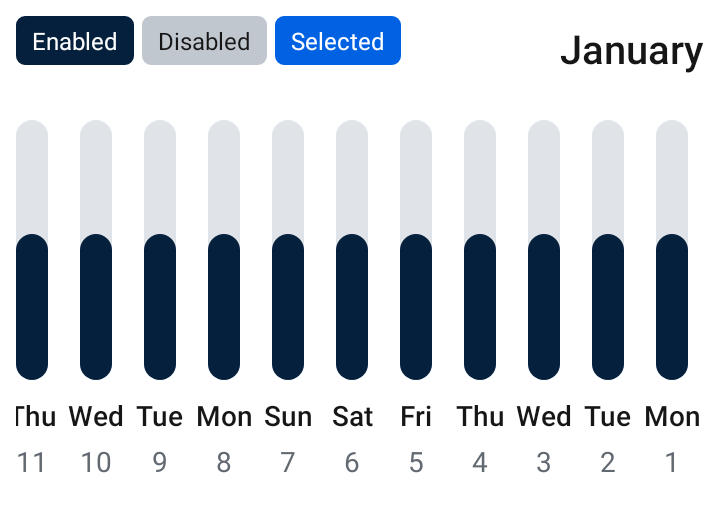 Enabled Disabled Selected
January
Thu Wed Tue Mon Sun Sat Fri Thu Wed Tue Mon
11 10 9 8 7 6 5 4 3 2 1